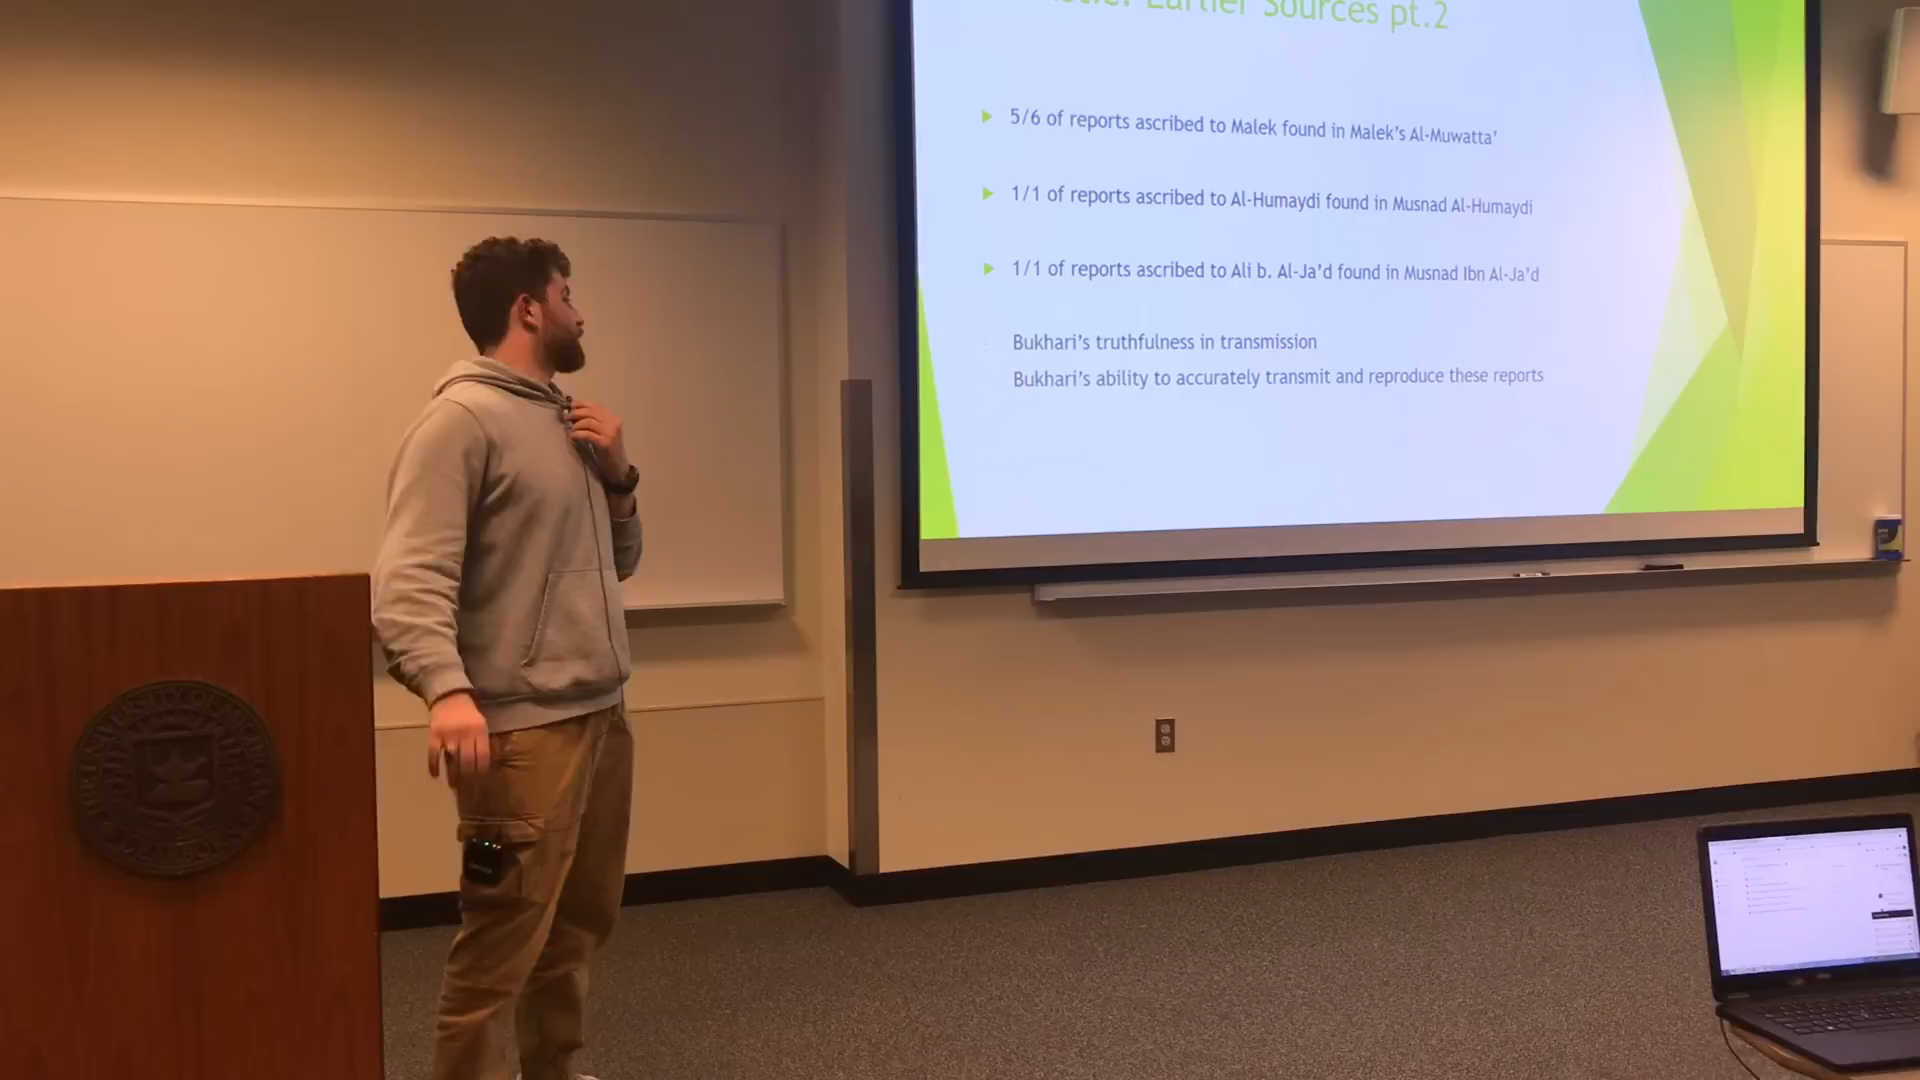 Earlier Sources pt.2
5/6 of reports ascribed to Malek found in Malek's Al-Muwatta'
1/1 of reports ascribed to Al-Humaydi found in Musnad Al-Humaydi
1/1 of reports ascribed to Ali b. Al-Ja'd found in Musnad Ibn Al-Ja'd
Bukhari's truthfulness in transmission
Bukhari's ability to accurately transmit and reproduce these reports